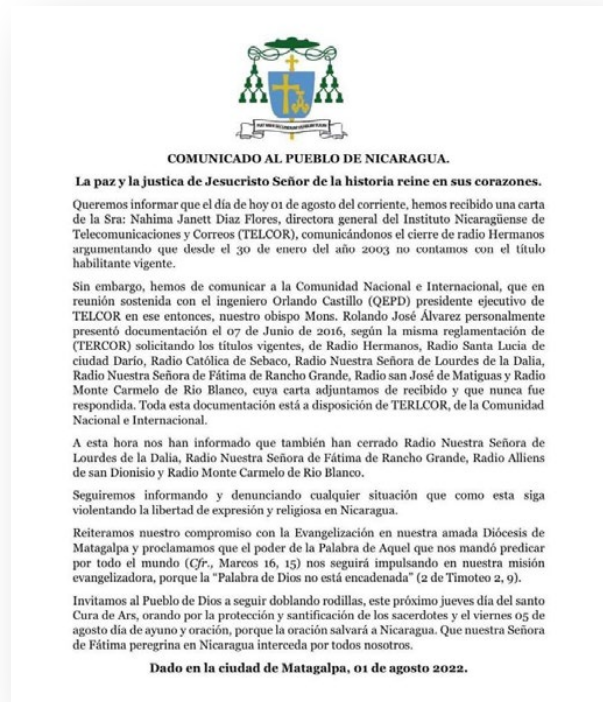 COMUNICADO AL PUEBLO DE NICARAGUA.
La paz y la justica de Jesucristo Señor de la historia reine en sus corazones.
Queremos informar que el día de hoy 01 de agosto del corriente, hemos recibido una carta
de la Sra: Nahima Janett Diaz Flores, directora general del Instituto Nicaragüense de
Telecomunicaciones y Correos (TELCOR), comunicándonos el cierre de radio Hermanos
argumentando que desde el 30 de enero del año 2003 no contamos con el título
habilitante vigente.
Sin embargo, hemos de comunicar a la Comunidad Nacional e Internacional, que en
reunión sostenida con el ingeniero Orlando Castillo (QEPD) presidente ejecutivo de
TELCOR en ese entonces, nuestro obispo Mons. Rolando José Álvarez personalmente
presentó documentación el 07 de Junio de 2016, según la misma reglamentación de
(TERCOR) solicitando los títulos vigentes, de Radio Hermanos, Radio Santa Lucia de
ciudad Darío, Radio Católica de Sebaco, Radio Nuestra Señora de Lourdes de la Dalia,
Radio Nuestra Señora de Fátima de Rancho Grande, Radio san José de Matiguas y Radio
Monte Carmelo de Rio Blanco, cuya carta adjuntamos de recibido y que nunca fue
respondida. Toda esta documentación está a disposición de TERLCOR, de la Comunidad
Nacional e Internacional.
A esta hora nos han informado que también han cerrado Radio Nuestra Señora de
Lourdes de la Dalia, Radio Nuestra Señora de Fátima de Rancho Grande, Radio Alliens
de san Dionisio y Radio Monte Carmelo de Rio Blanco.
Seguiremos informando y denunciando cualquier situación que como esta siga
violentando la libertad de expresión y religiosa en Nicaragua.
Reiteramos nuestro compromiso con la Evangelización en nuestra amada Diócesis de
Matagalpa y proclamamos que el poder de la Palabra de Aquel que nos mandó predicar
por todo el mundo (Cfr., Marcos 16, 15) nos seguirá impulsando en nuestra misión
evangelizadora, porque la “Palabra de Dios no está encadenada” (2 de Timoteo 2, 9).
Invitamos al Pueblo de Dios a seguir doblando rodillas, este próximo jueves día del santo
Cura de Ars, orando por la protección y santificación de los sacerdotes y el viernes 05 de
agosto día de ayuno y oración, porque la oración salvará a Nicaragua. Que nuestra Señora
de Fátima peregrina en Nicaragua interceda por todos nosotros.
Dado en la ciudad de Matagalpa, 01 de agosto 2022.